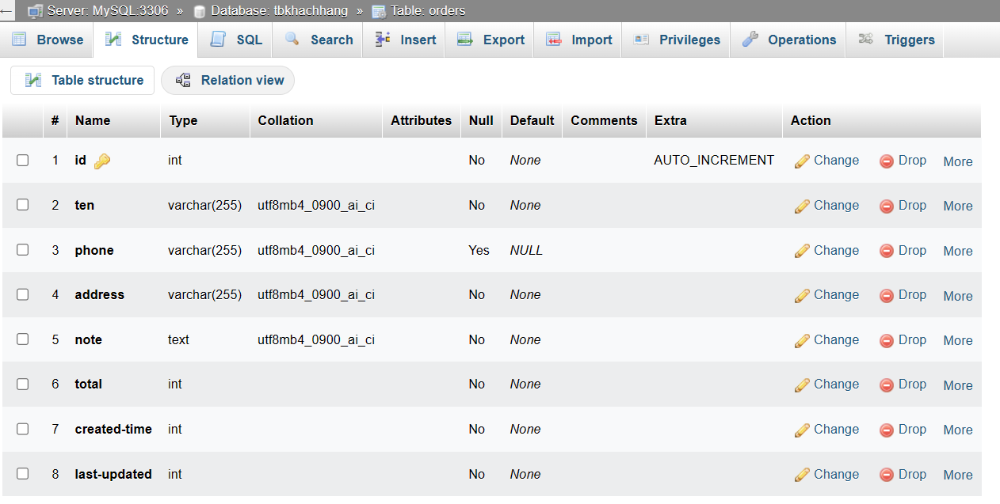 Server: MySQL:3306 » Database: tbkhachhang » Table: orders
Browse Structure SQL Search Insert Export Import Privileges Operations Triggers
Table structure Relation view
# Name Type Collation Attributes Null Default Comments Extra Action
1 id int No None AUTO_INCREMENT Change Drop More
2 ten varchar(255) utf8mb4_0900_ai_ci No None Change Drop More
3 phone varchar(255) utf8mb4_0900_ai_ci Yes NULL Change Drop More
4 address varchar(255) utf8mb4_0900_ai_ci No None Change Drop More
5 note text utf8mb4_0900_ai_ci No None Change Drop More
6 total int No None Change Drop More
7 created-time int No None Change Drop More
8 last-updated int No None Change Drop More